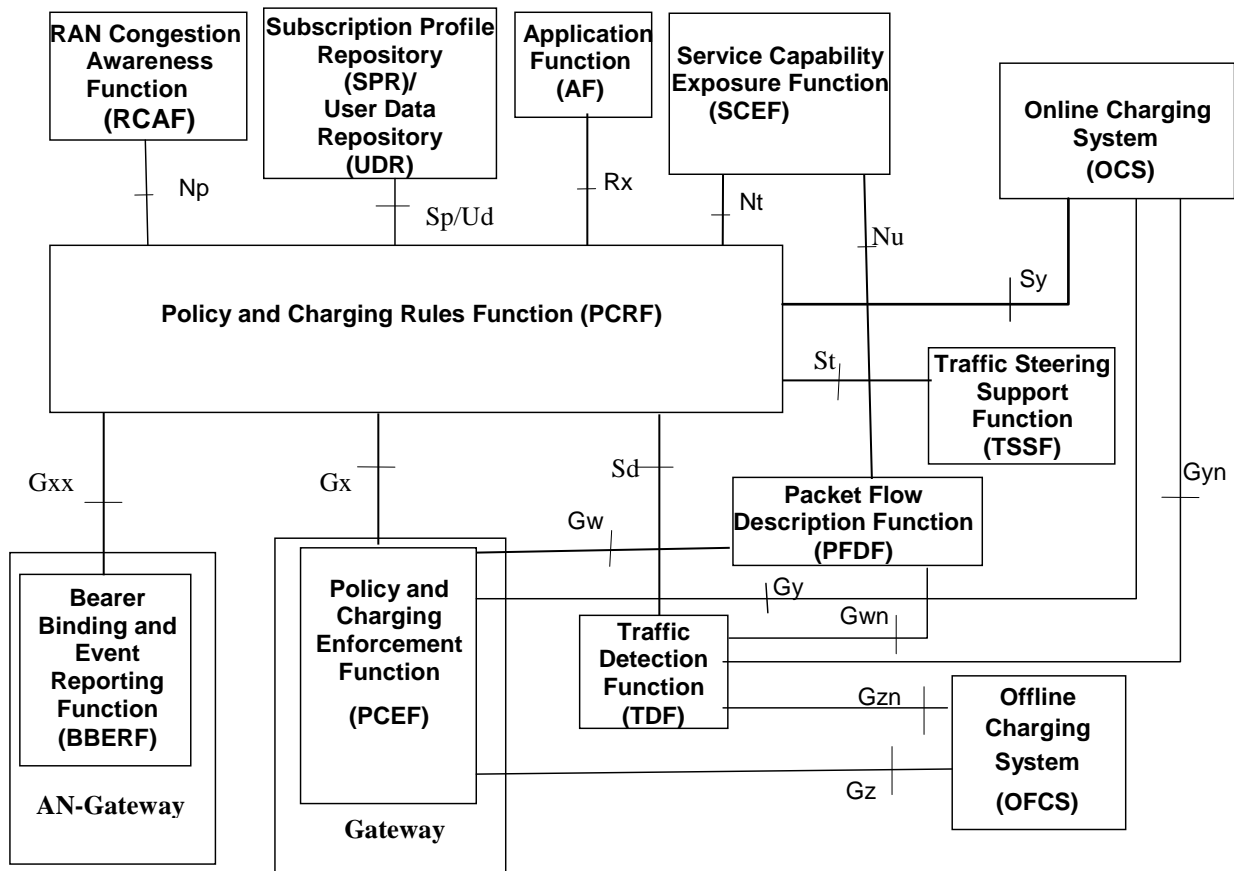 RAN Congestion
Awareness
Function
(RCAF)
Subscription Profile
Repository
(SPR)/
User Data
Repository
(UDR)
Application
Function
(AF)
Service Capability
Exposure Function
(SCEF)
Online Charging
System
(OCS)
Np
Sp/Ud
Rx
Nt
Nu
Sy
Policy and Charging Rules Function (PCRF)
St
Traffic Steering
Support
Function
(TSSF)
Gxx
Gx
Sd
Gyn
Packet Flow
Description Function
(PFDF)
Gw
Gy
Gwn
Bearer
Binding and
Event
Reporting
Function
(BBERF)
AN-Gateway
Policy and
Charging
Enforcement
Function
(PCEF)
Gateway
Traffic
Detection
Function
(TDF)
Gzn
Gz
Offline
Charging
System
(OFCS)